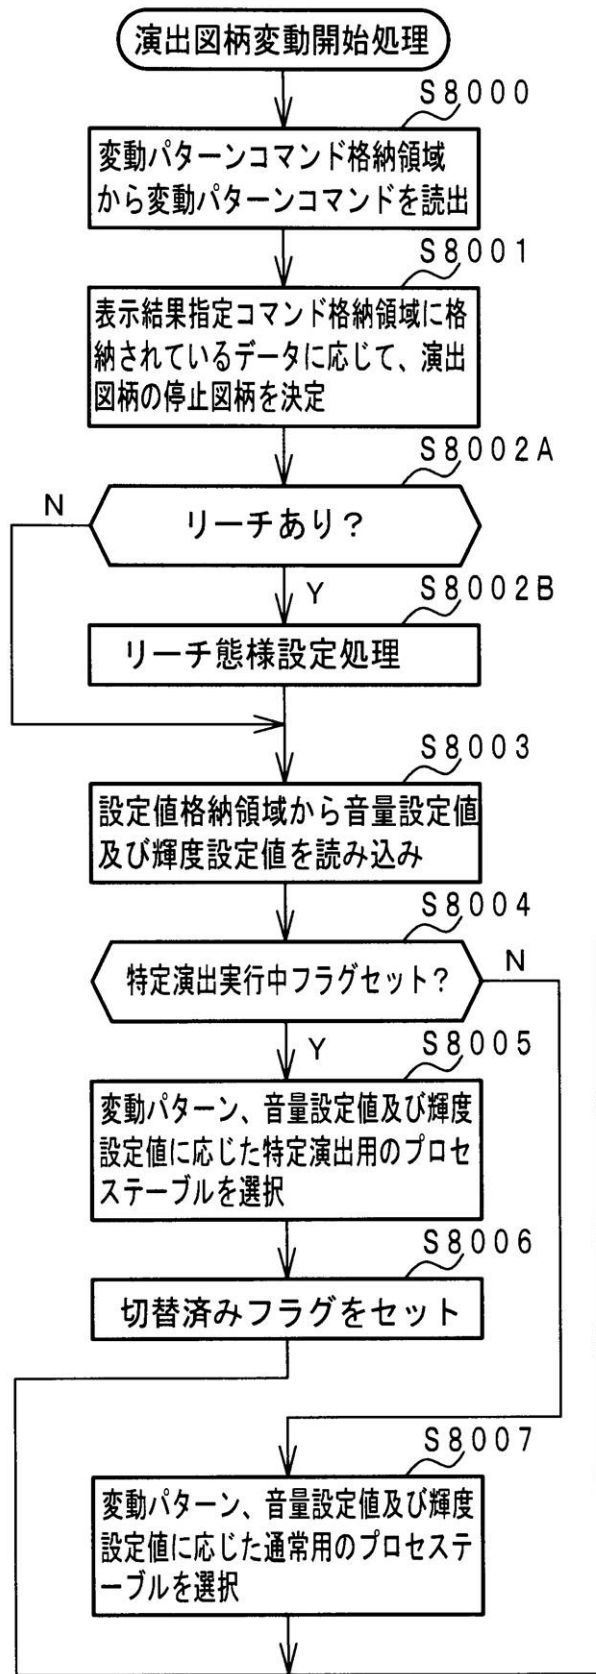 演出図柄変動開始処理
S8000
変動パターンコマンド格納領域
から変動パターンコマンドを読出
S8001
表示結果指定コマンド格納領域に格
納されているデータに応じて、演出
図柄の停止図柄を決定
S8002A
N
リーチあり?
Y
S8002B
リーチ態様設定処理
S8003
設定値格納領域から音量設定値
及び輝度設定値を読み込み
S8004
特定演出実行中フラグセット?
N
Y
S8005
変動パターン、音量設定値及び輝度
設定値に応じた特定演出用のプロセ
ステーブルを選択
S8006
切替済みフラグをセット
S8007
変動パターン、音量設定値及び輝度
設定値に応じた通常用のプロセステ
ーブルを選択